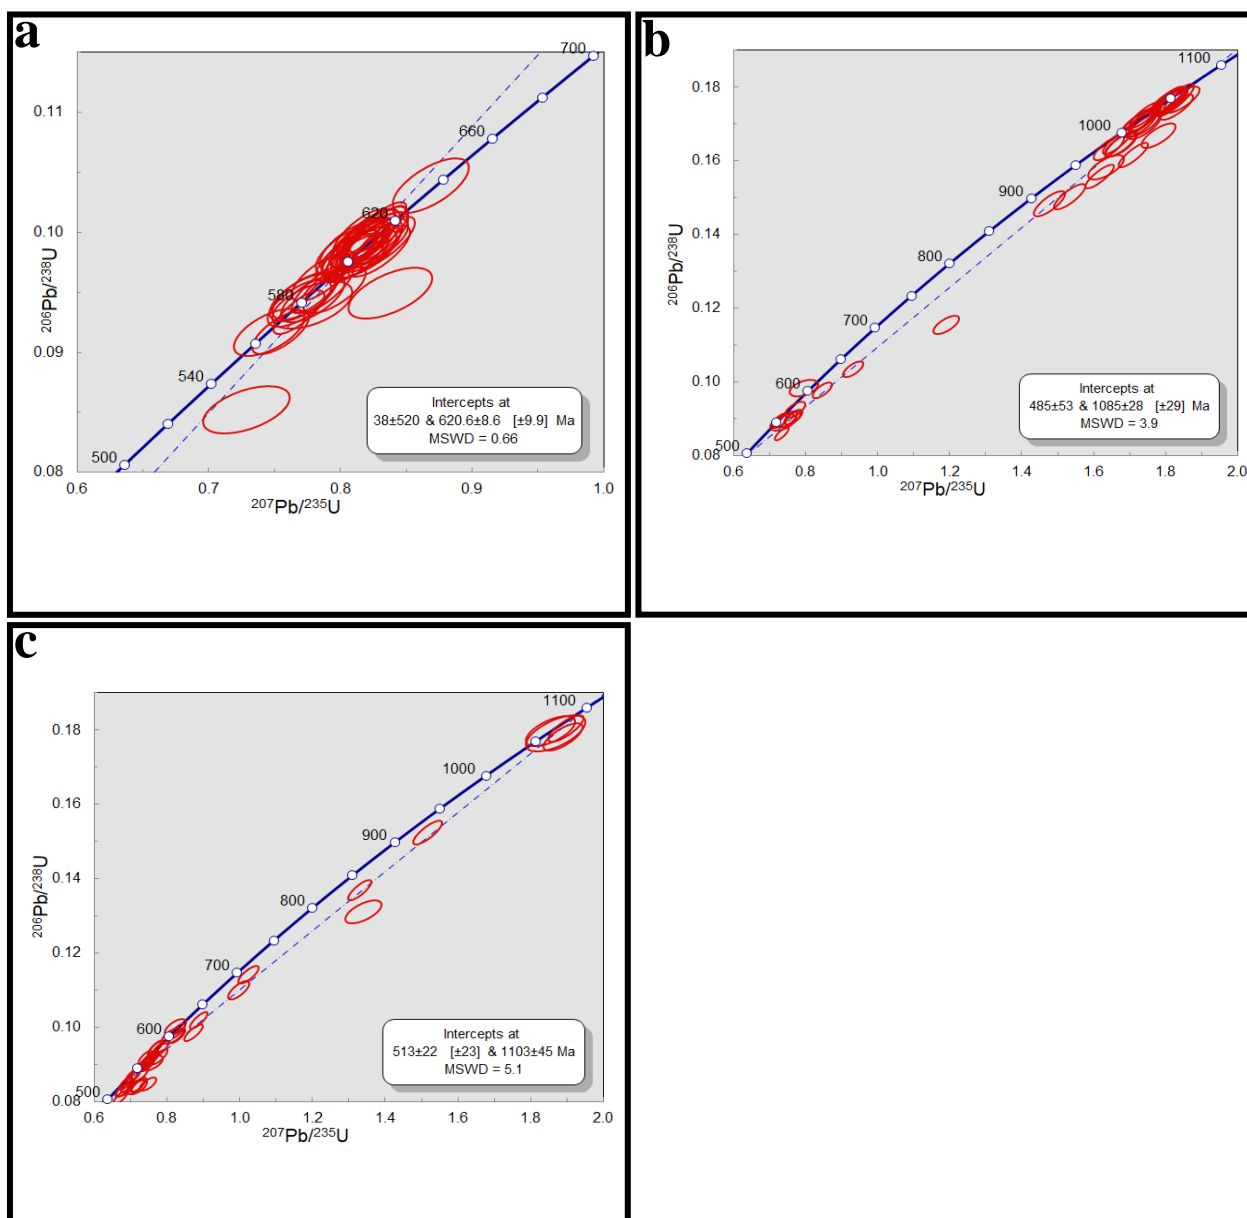 a
700
0.11
660
620
0.10
580
0.09
540
500
0.08
0.6 0.7 0.8 0.9 1.0
206Pb/238U
207Pb/235U
Intercepts at
38±520 & 620.6±8.6 [±9.9] Ma
MSWD = 0.66
b
1100
0.18
1000
0.16
900
0.14
800
0.12
700
0.10
600
500
0.08
0.6 0.8 1.0 1.2 1.4 1.6 1.8 2.0
206Pb/238U
207Pb/235U
Intercepts at
485±53 & 1085±28 [±29] Ma
MSWD = 3.9
c
1100
0.18
1000
0.16
900
0.14
800
0.12
700
0.10
600
500
0.08
0.6 0.8 1.0 1.2 1.4 1.6 1.8 2.0
206Pb/238U
207Pb/235U
Intercepts at
513±22 [±23] & 1103±45 Ma
MSWD = 5.1